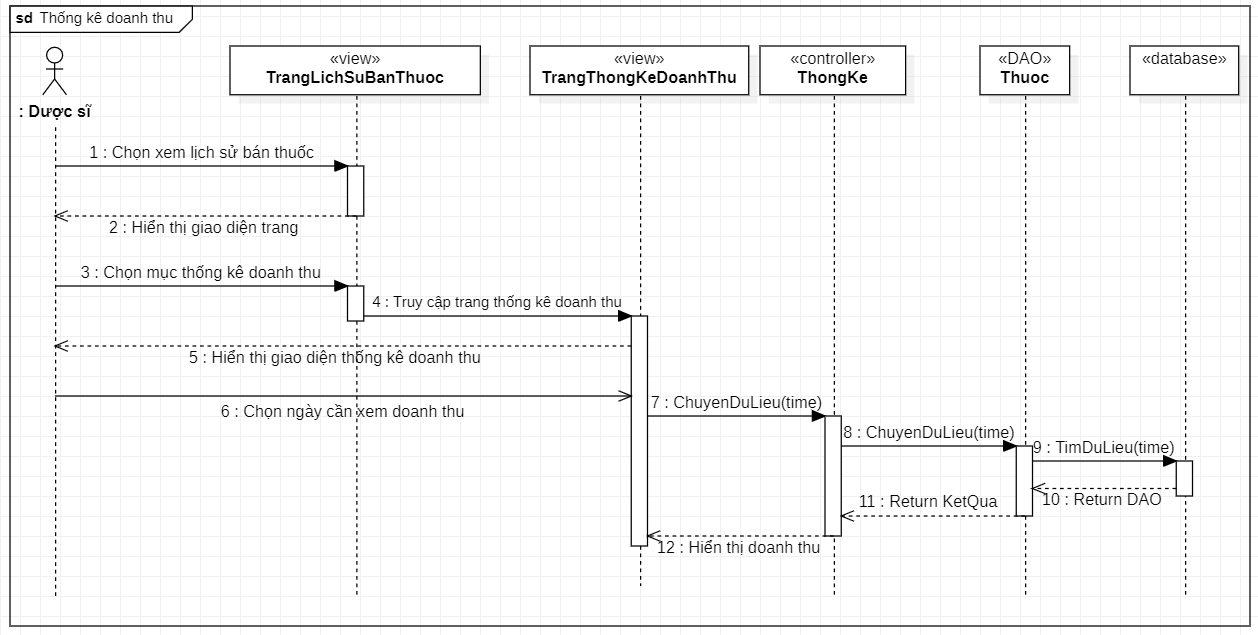 sd Thống kê doanh thu
«view»
TrangLichSuBanThuoc
«view»
TrangThongKeDoanhThu
«controller»
ThongKe
«DAO»
Thuoc
«database»
: Dược sĩ
1 : Chọn xem lịch sử bán thuốc
2 : Hiển thị giao diện trang
3 : Chọn mục thống kê doanh thu
4 : Truy cập trang thống kê doanh thu
5 : Hiển thị giao diện thống kê doanh thu
6 : Chọn ngày cần xem doanh thu
7 : ChuyenDuLieu(time)
8 : ChuyenDuLieu(time)
9 : TimDuLieu(time)
10 : Return DAO
11 : Return KetQua
12 : Hiển thị doanh thu